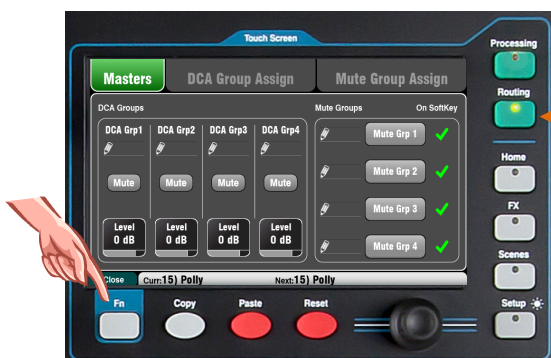 Touch Screen
Processing
Masters DCA Group Assign Mute Group Assign
Routing
DCA Groups Mute Groups On SoftKey
DCA Grp1 DCA Grp2 DCA Grp3 DCA Grp4
Mute Grp 1
Home
Mute Grp 2
Mute Mute Mute Mute
FX
Mute Grp 3
Level Level Level Level
0 dB 0 dB 0 dB 0 dB
Mute Grp 4
Scenes
Close Curr:15) Polly Next:15) Polly
Fn Copy Paste Reset Setup